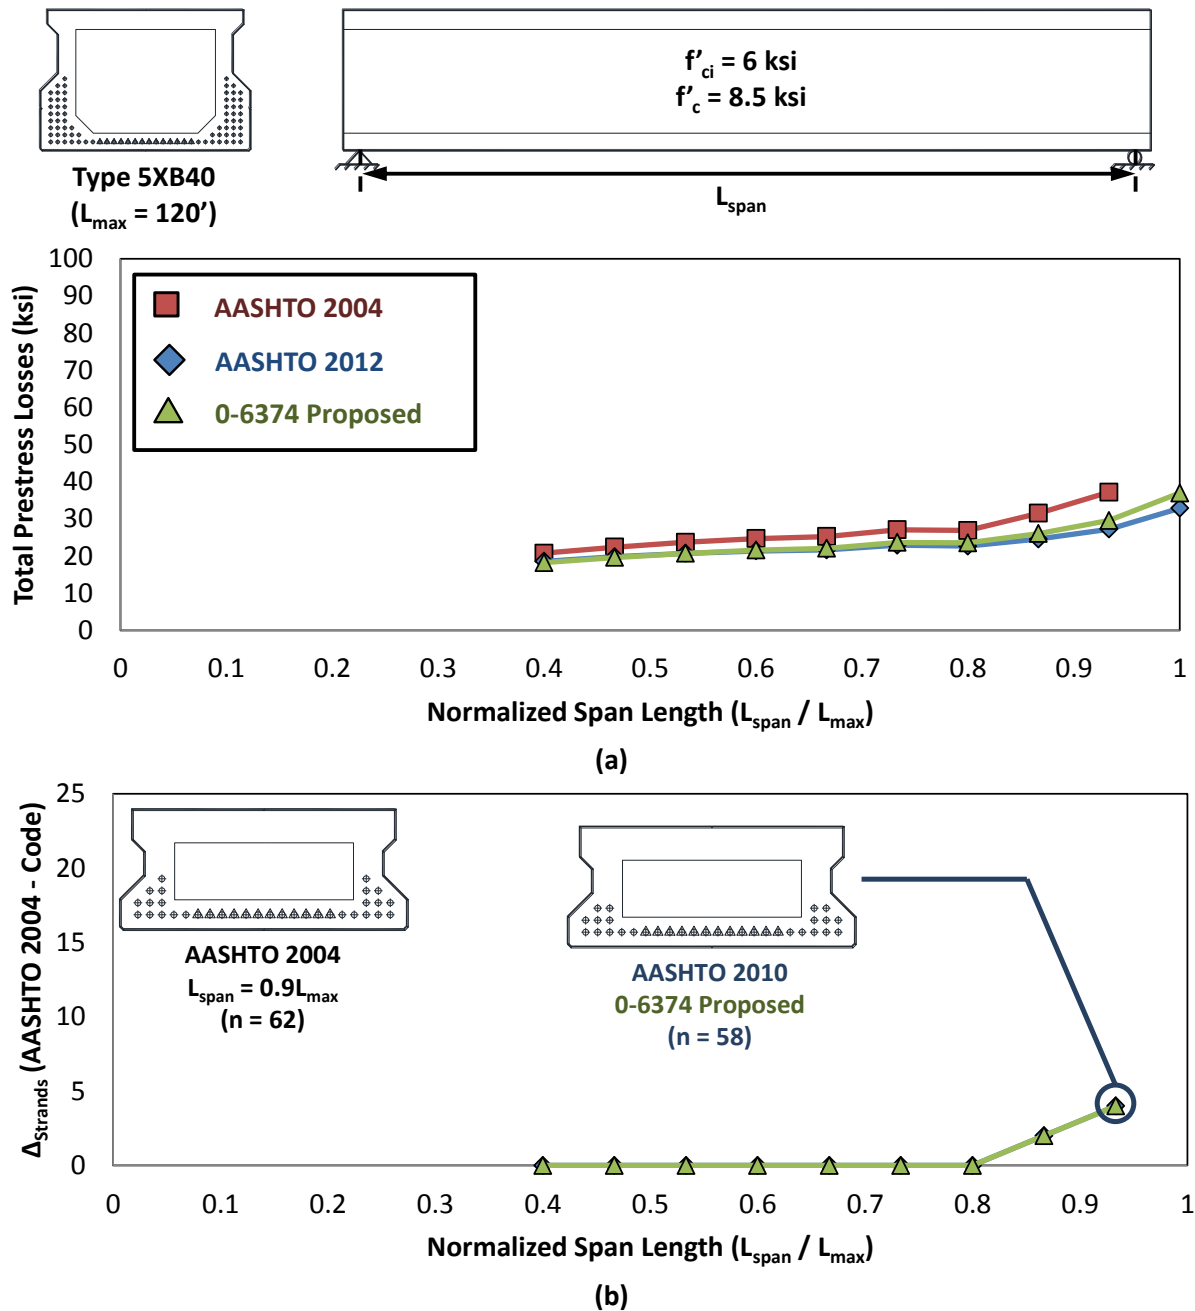 Type 5XB40
(Lmax = 120’)
f’ci = 6 ksi
f’c = 8.5 ksi
Lspan
Total Prestress Losses (ksi)
100
90
80
70
60
50
40
30
20
10
0
AASHTO 2004
AASHTO 2012
0-6374 Proposed
0 0.1 0.2 0.3 0.4 0.5 0.6 0.7 0.8 0.9 1
Normalized Span Length (Lspan / Lmax)
(a)
ΔStrands (AASHTO 2004 - Code)
25
20
15
10
5
0
AASHTO 2004
Lspan = 0.9Lmax
(n = 62)
AASHTO 2010
0-6374 Proposed
(n = 58)
0 0.1 0.2 0.3 0.4 0.5 0.6 0.7 0.8 0.9 1
Normalized Span Length (Lspan / Lmax)
(b)